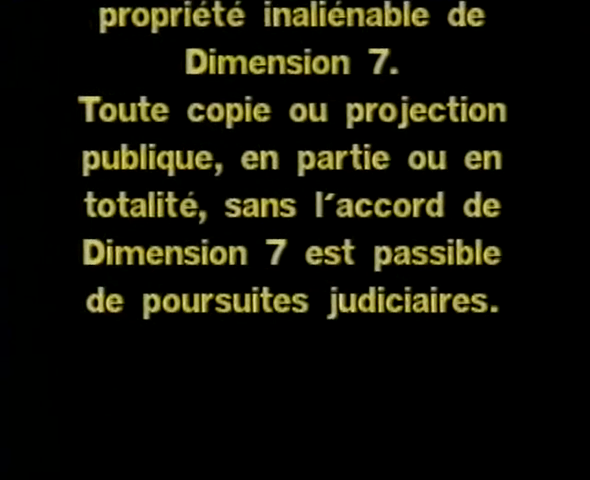 propriété inaliénable de
Dimension 7.
Toute copie ou projection
publique, en partie ou en
totalité, sans l´accord de
Dimension 7 est passible
de poursuites judiciaires.